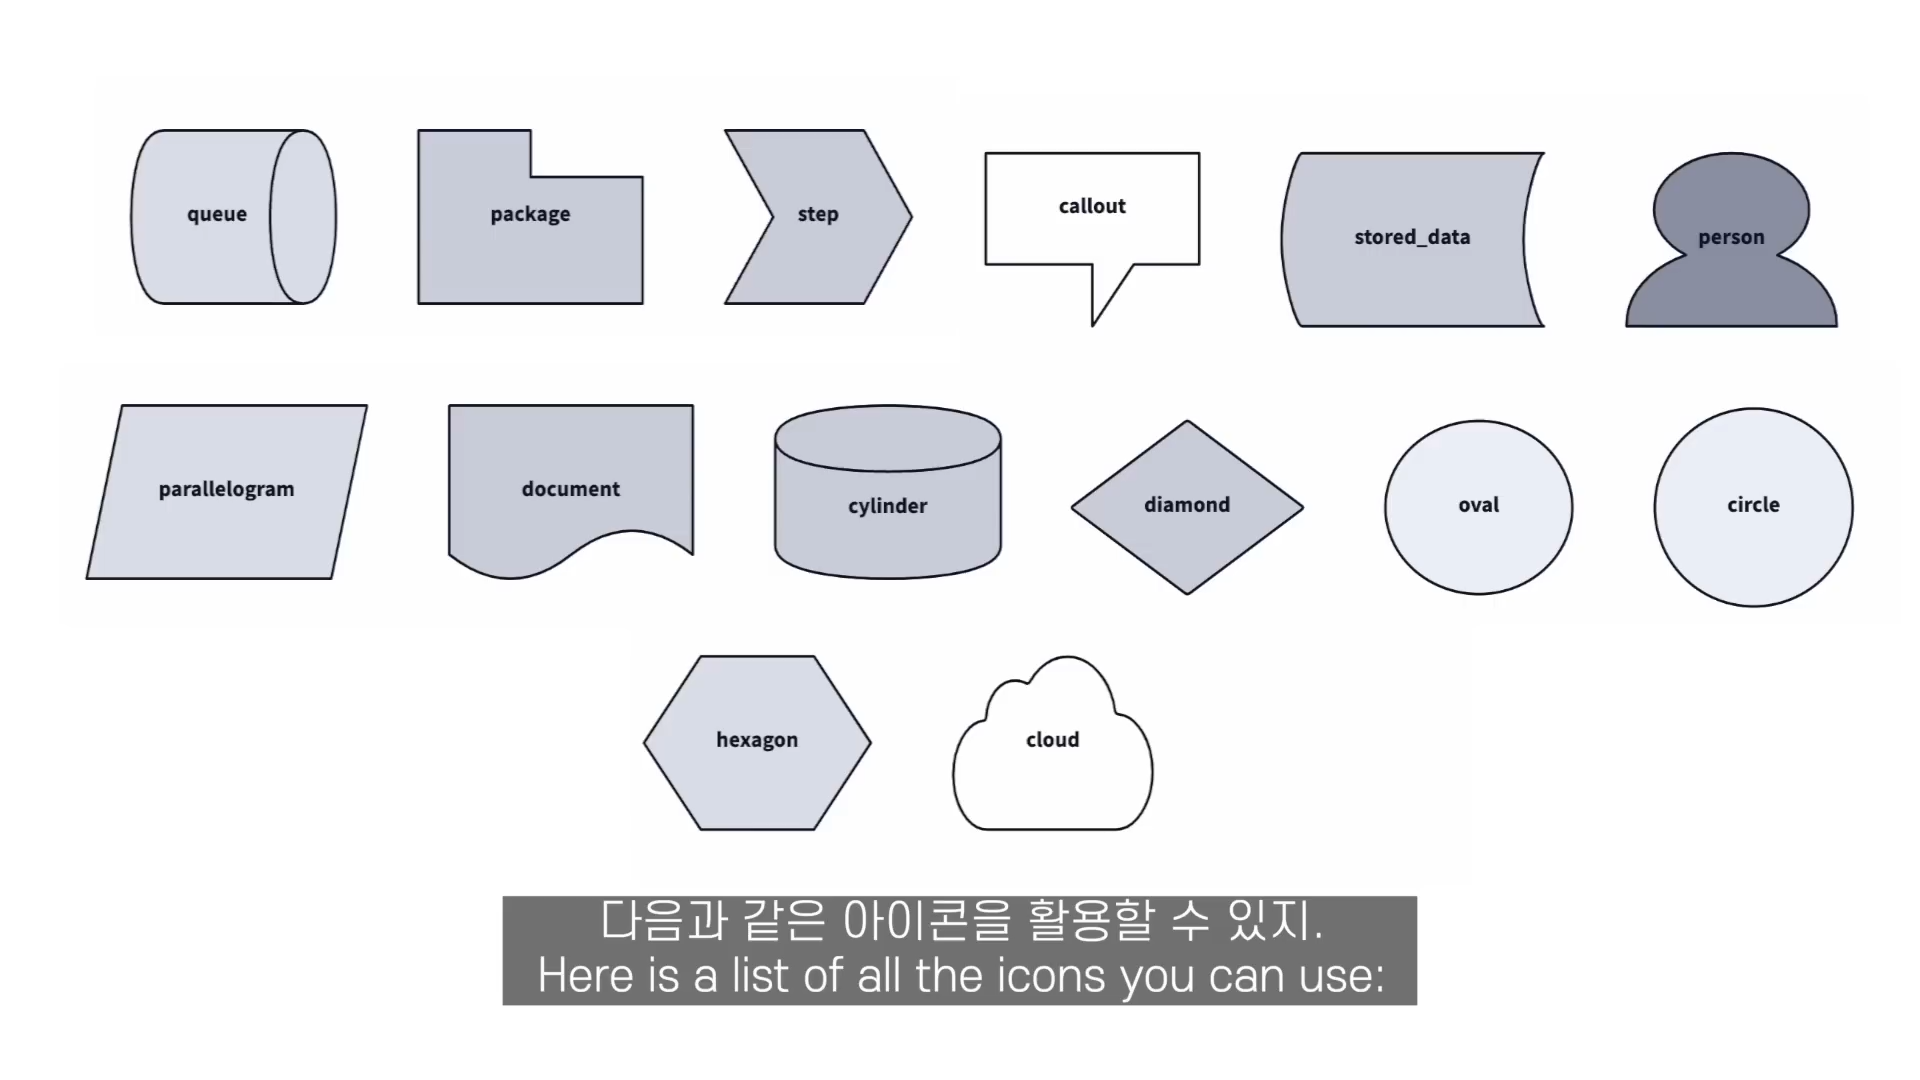 queue
package
step
callout
stored_data
person
parallelogram
document
cylinder
diamond
oval
circle
hexagon
cloud
다음과 같은 아이콘을 활용할 수 있지.
Here is a list of all the icons you can use: